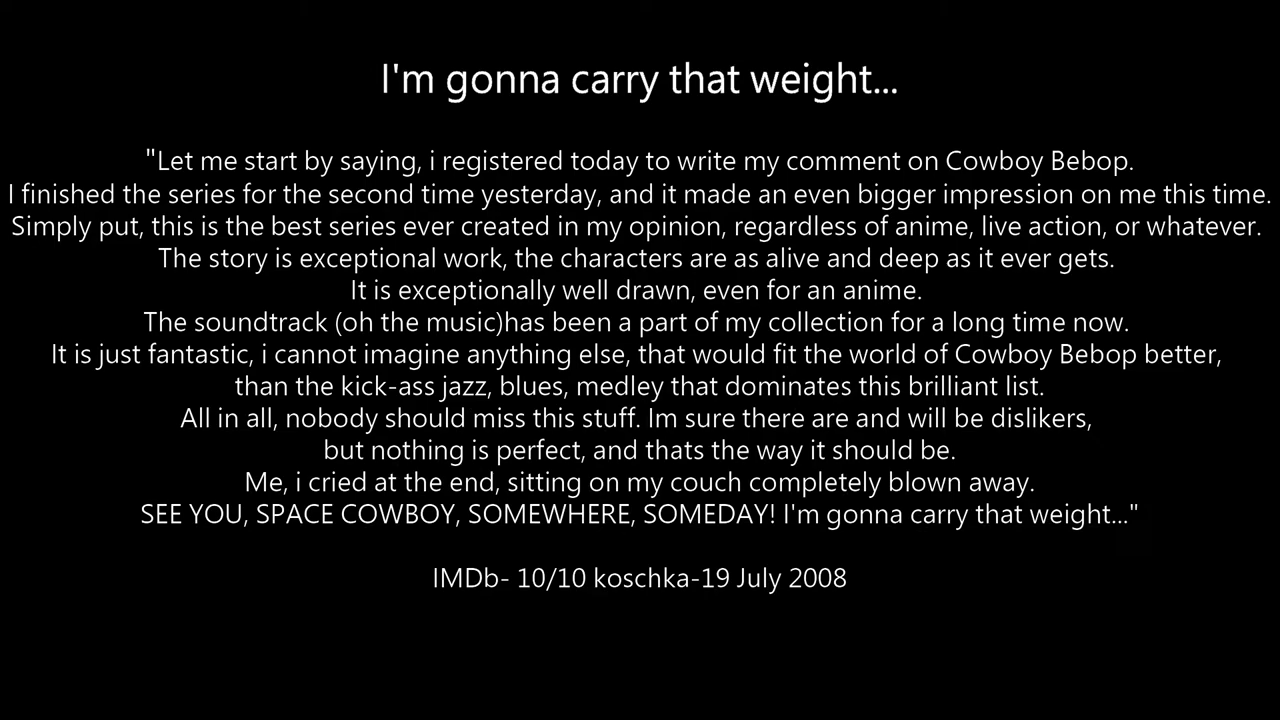 I'm gonna carry that weight...
"Let me start by saying, i registered today to write my comment on Cowboy Bebop.
I finished the series for the second time yesterday, and it made an even bigger impression on me this time.
Simply put, this is the best series ever created in my opinion, regardless of anime, live action, or whatever.
The story is exceptional work, the characters are as alive and deep as it ever gets.
It is exceptionally well drawn, even for an anime.
The soundtrack (oh the music)has been a part of my collection for a long time now.
It is just fantastic, i cannot imagine anything else, that would fit the world of Cowboy Bebop better,
than the kick-ass jazz, blues, medley that dominates this brilliant list.
All in all, nobody should miss this stuff. Im sure there are and will be dislikers,
but nothing is perfect, and thats the way it should be.
Me, i cried at the end, sitting on my couch completely blown away.
SEE YOU, SPACE COWBOY, SOMEWHERE, SOMEDAY! I'm gonna carry that weight..."
IMDb- 10/10 koschka-19 July 2008